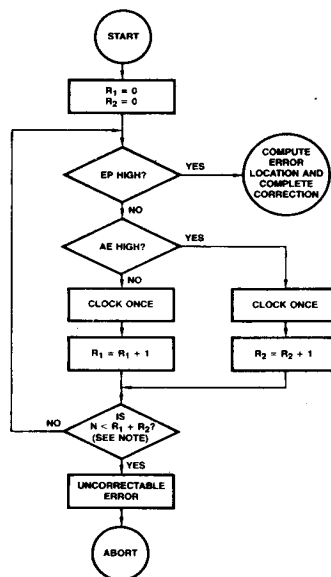 START
R1 = 0
R2 = 0
EP HIGH?
YES
COMPUTE
ERROR
LOCATION AND
COMPLETE
CORRECTION
NO
AE HIGH?
YES
NO
CLOCK ONCE
CLOCK ONCE
R1 = R1 + 1
R2 = R2 + 1
IS
N < R1 + R2?
(SEE NOTE)
NO
YES
UNCORRECTABLE
ERROR
ABORT